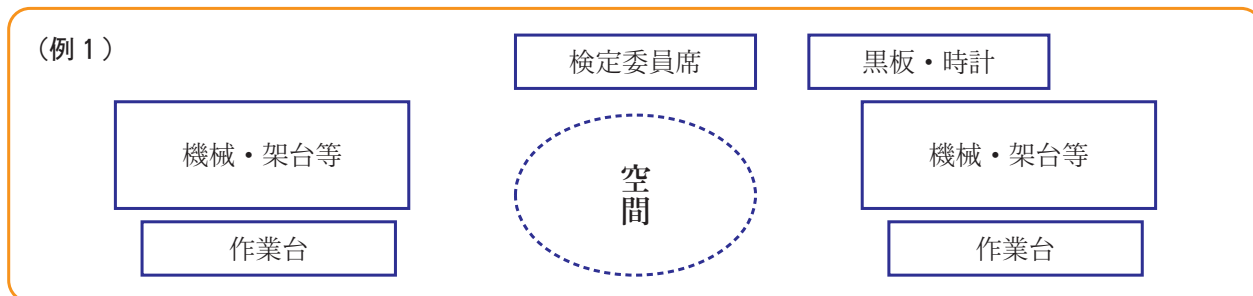 (例1)
検定委員席
黒板・時計
機械・架台等
空間
機械・架台等
作業台
作業台